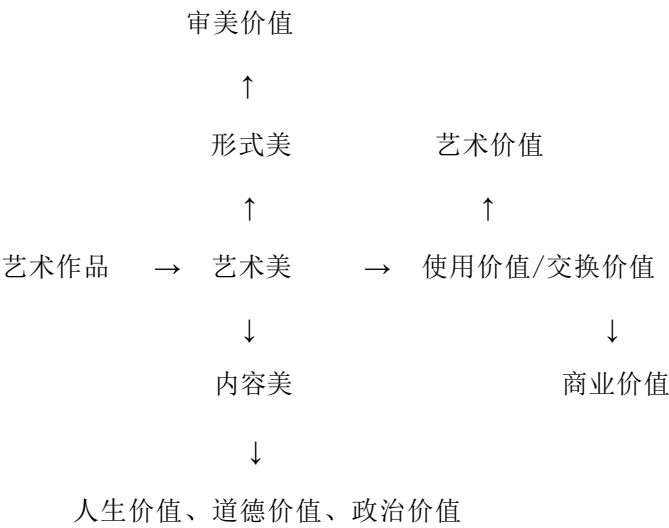 审美价值
↑
形式美 艺术价值
↑ ↑
艺术作品 → 艺术美 → 使用价值/交换价值
↓ ↓
内容美 商业价值
↓
人生价值、道德价值、政治价值